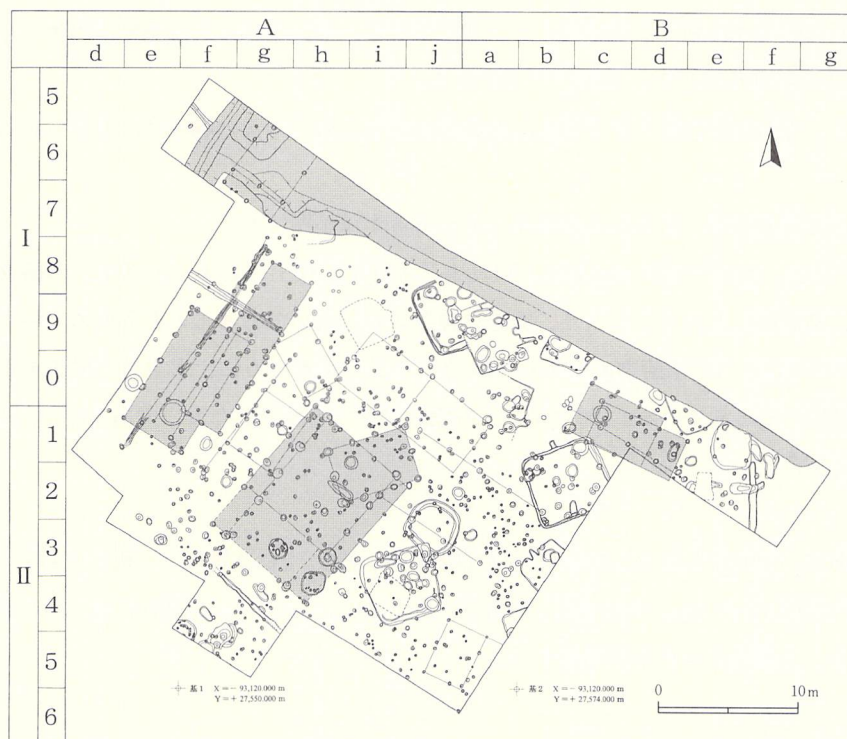 A B
d e f g h i j a b c d e f g
I
5
6
7
8
9
0
II
1
2
3
4
5
6
基1 X=－93,120.000 m
Y=＋27,550.000 m
基2 X=－93,120.000 m
Y=＋27,574.000 m
0 10m